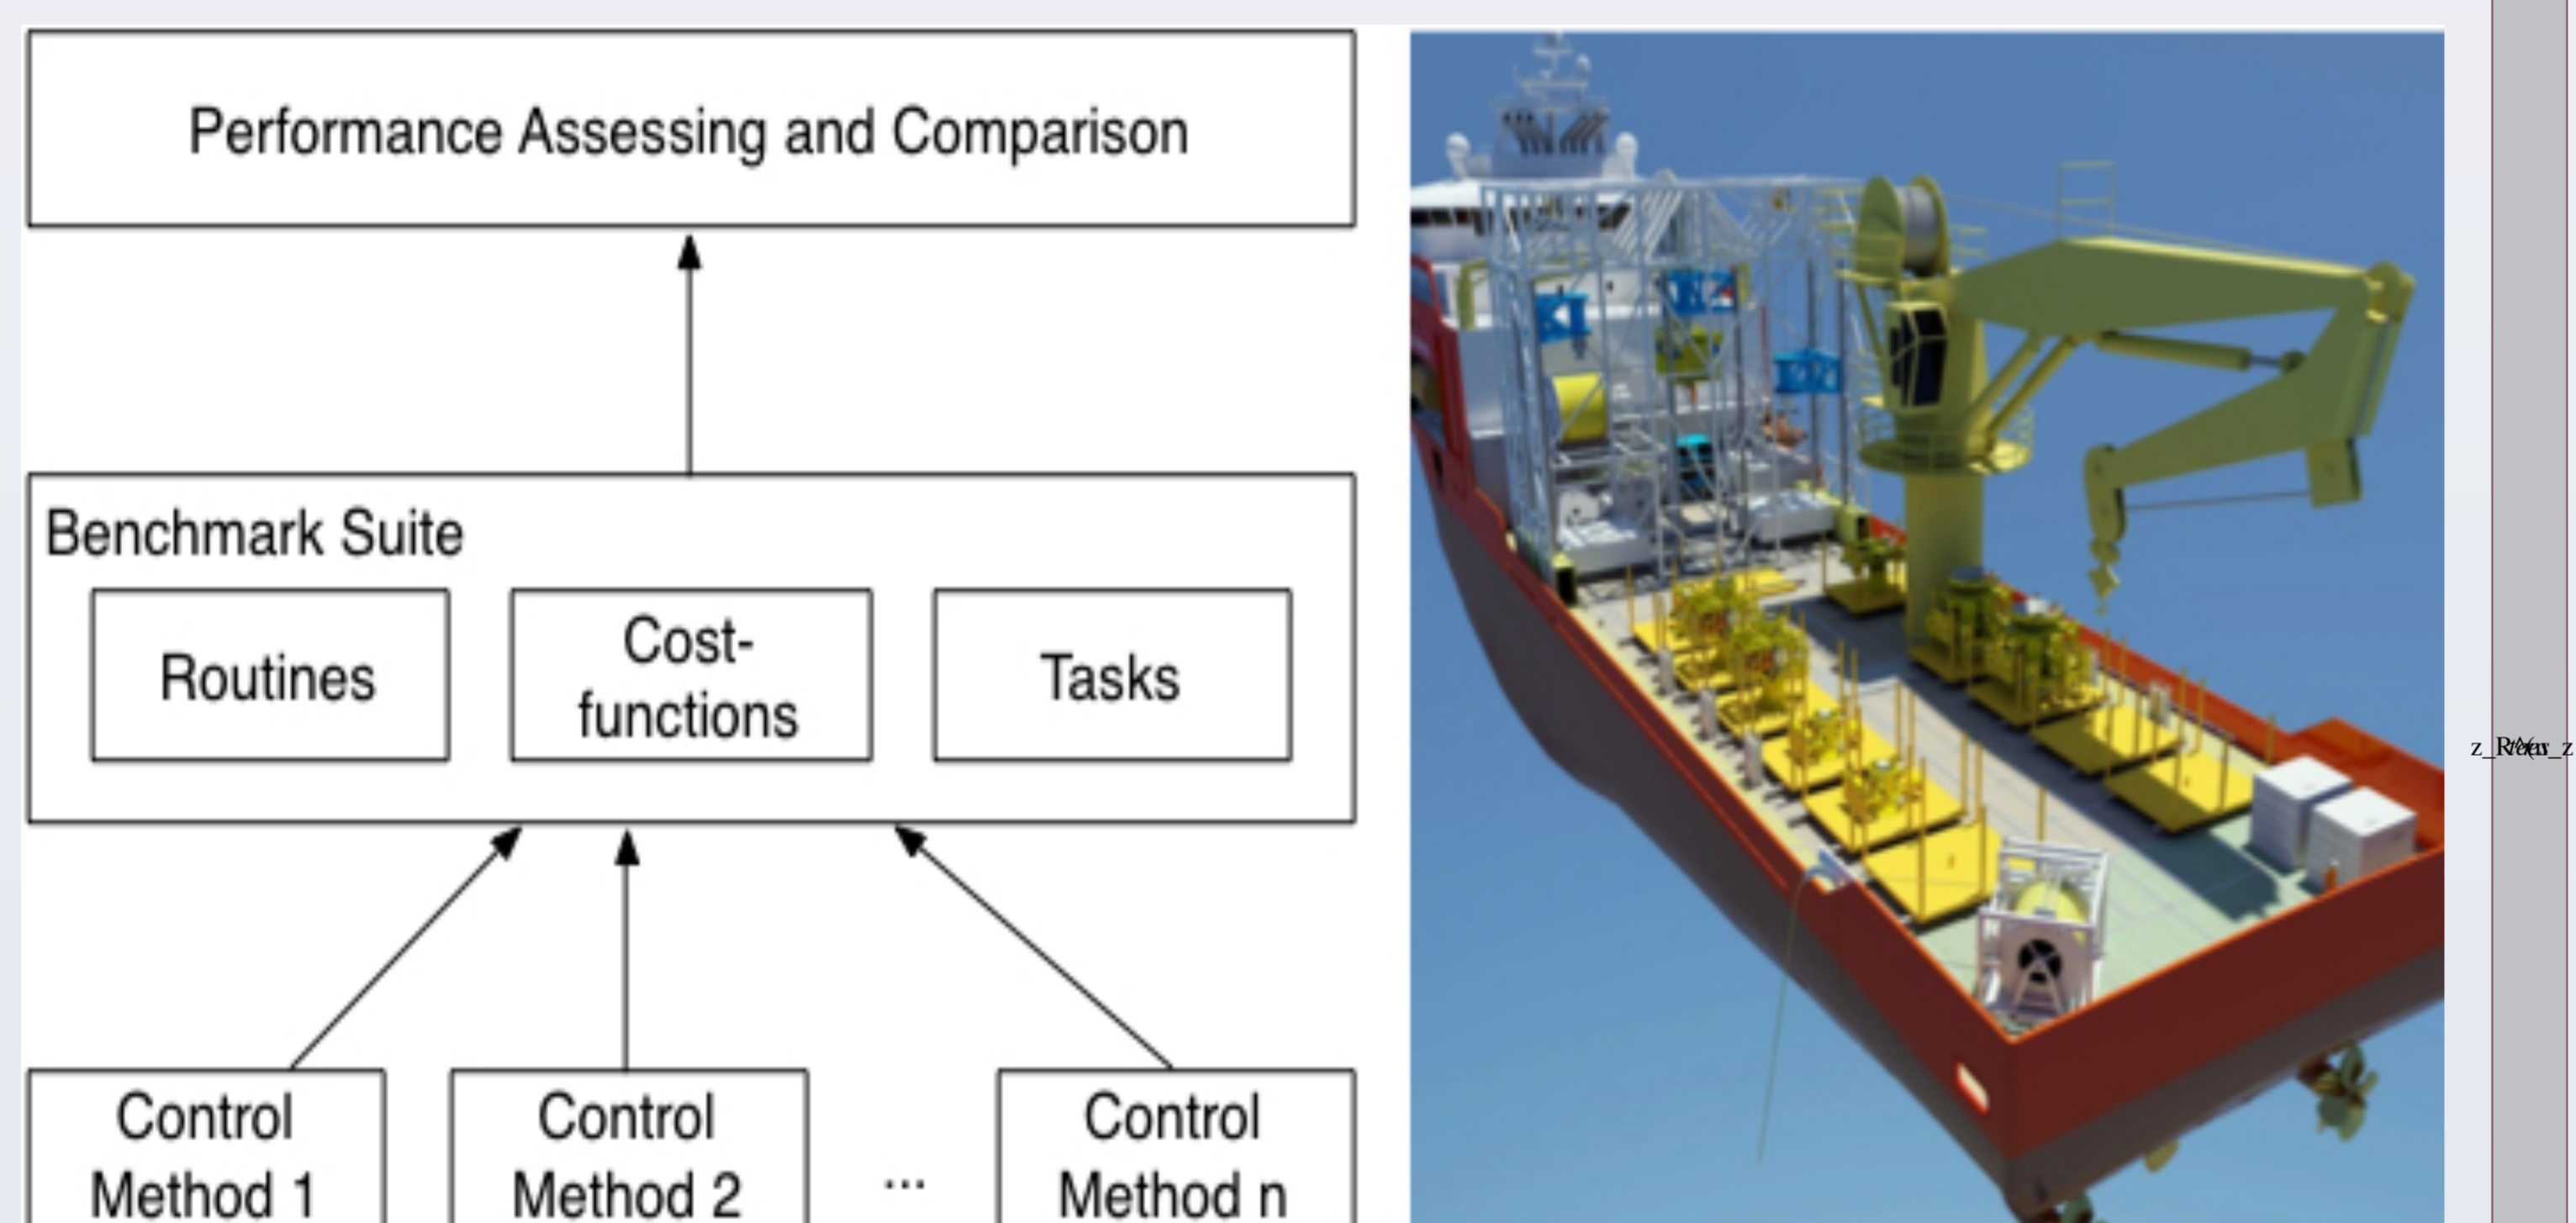 Performance Assessing and Comparison
Benchmark Suite
Routines
Cost-
functions
Tasks
Control
Method 1
Control
Method 2
...
Control
Method n